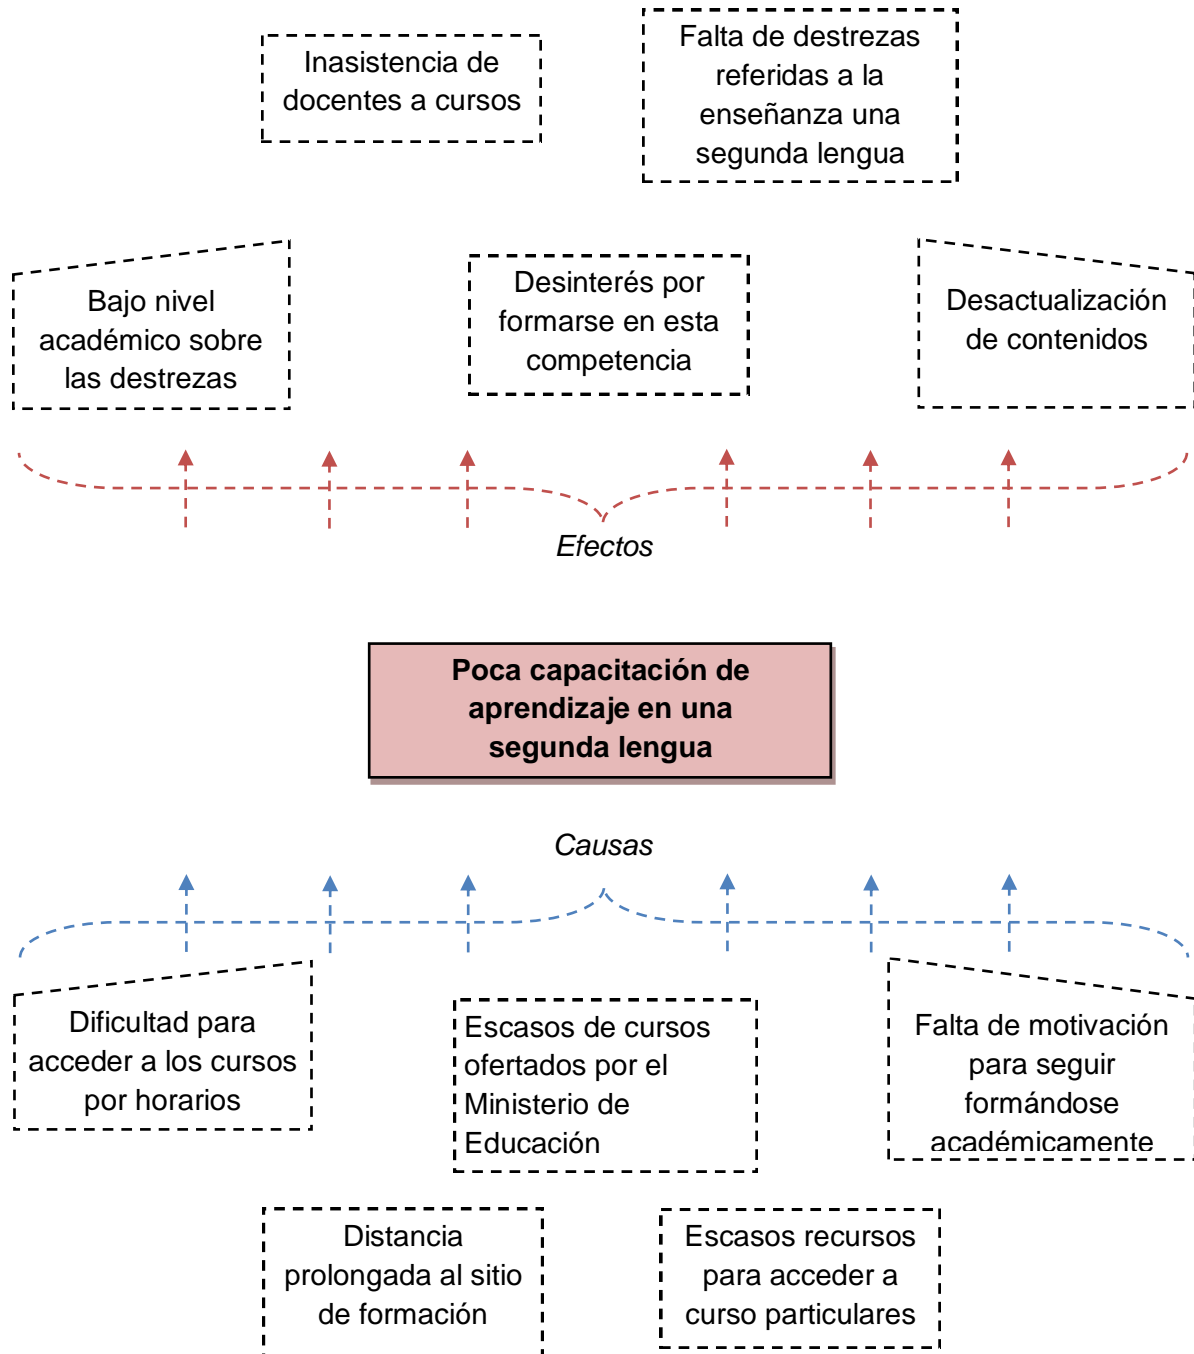 Inasistencia de
docentes a cursos
Falta de destrezas
referidas a la
enseñanza una
segunda lengua
Bajo nivel
académico sobre
las destrezas
Desinterés por
formarse en esta
competencia
Desactualización
de contenidos
Efectos
Poca capacitación de
aprendizaje en una
segunda lengua
Causas
Dificultad para
acceder a los cursos
por horarios
Escasos de cursos
ofertados por el
Ministerio de
Educación
Falta de motivación
para seguir
formándose
académicamente
Distancia
prolongada al sitio
de formación
Escasos recursos
para acceder a
curso particulares